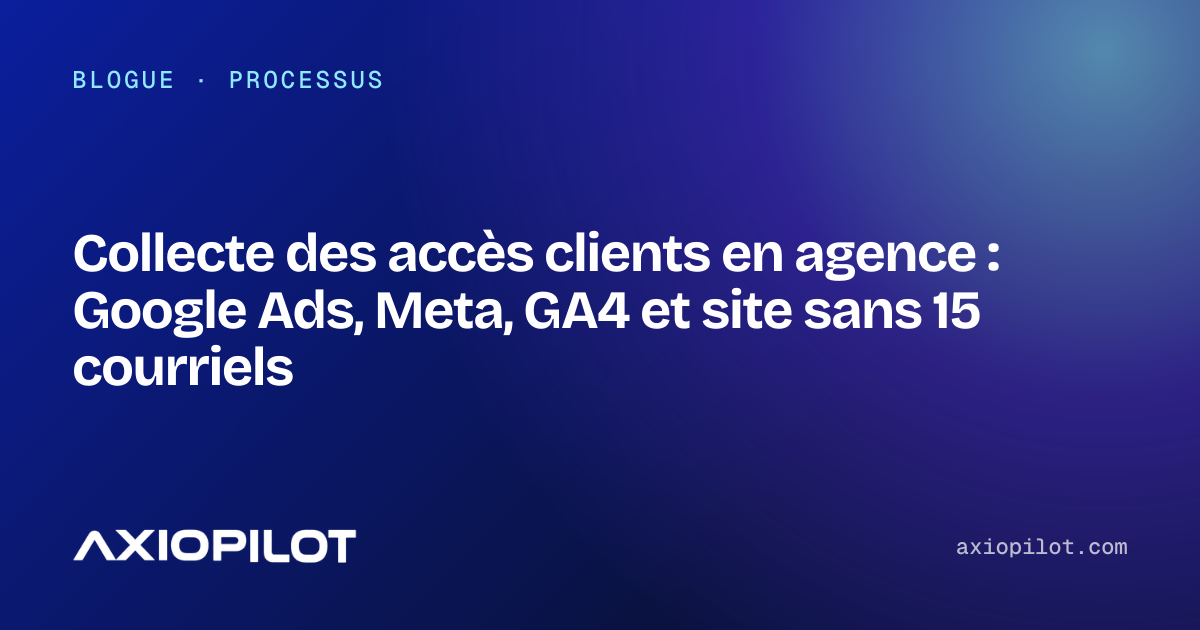 BLOGUE · PROCESSUS
Collecte des accès clients en agence :
Google Ads, Meta, GA4 et site sans 15
courriels
AXIOPILOT
axiopilot.com